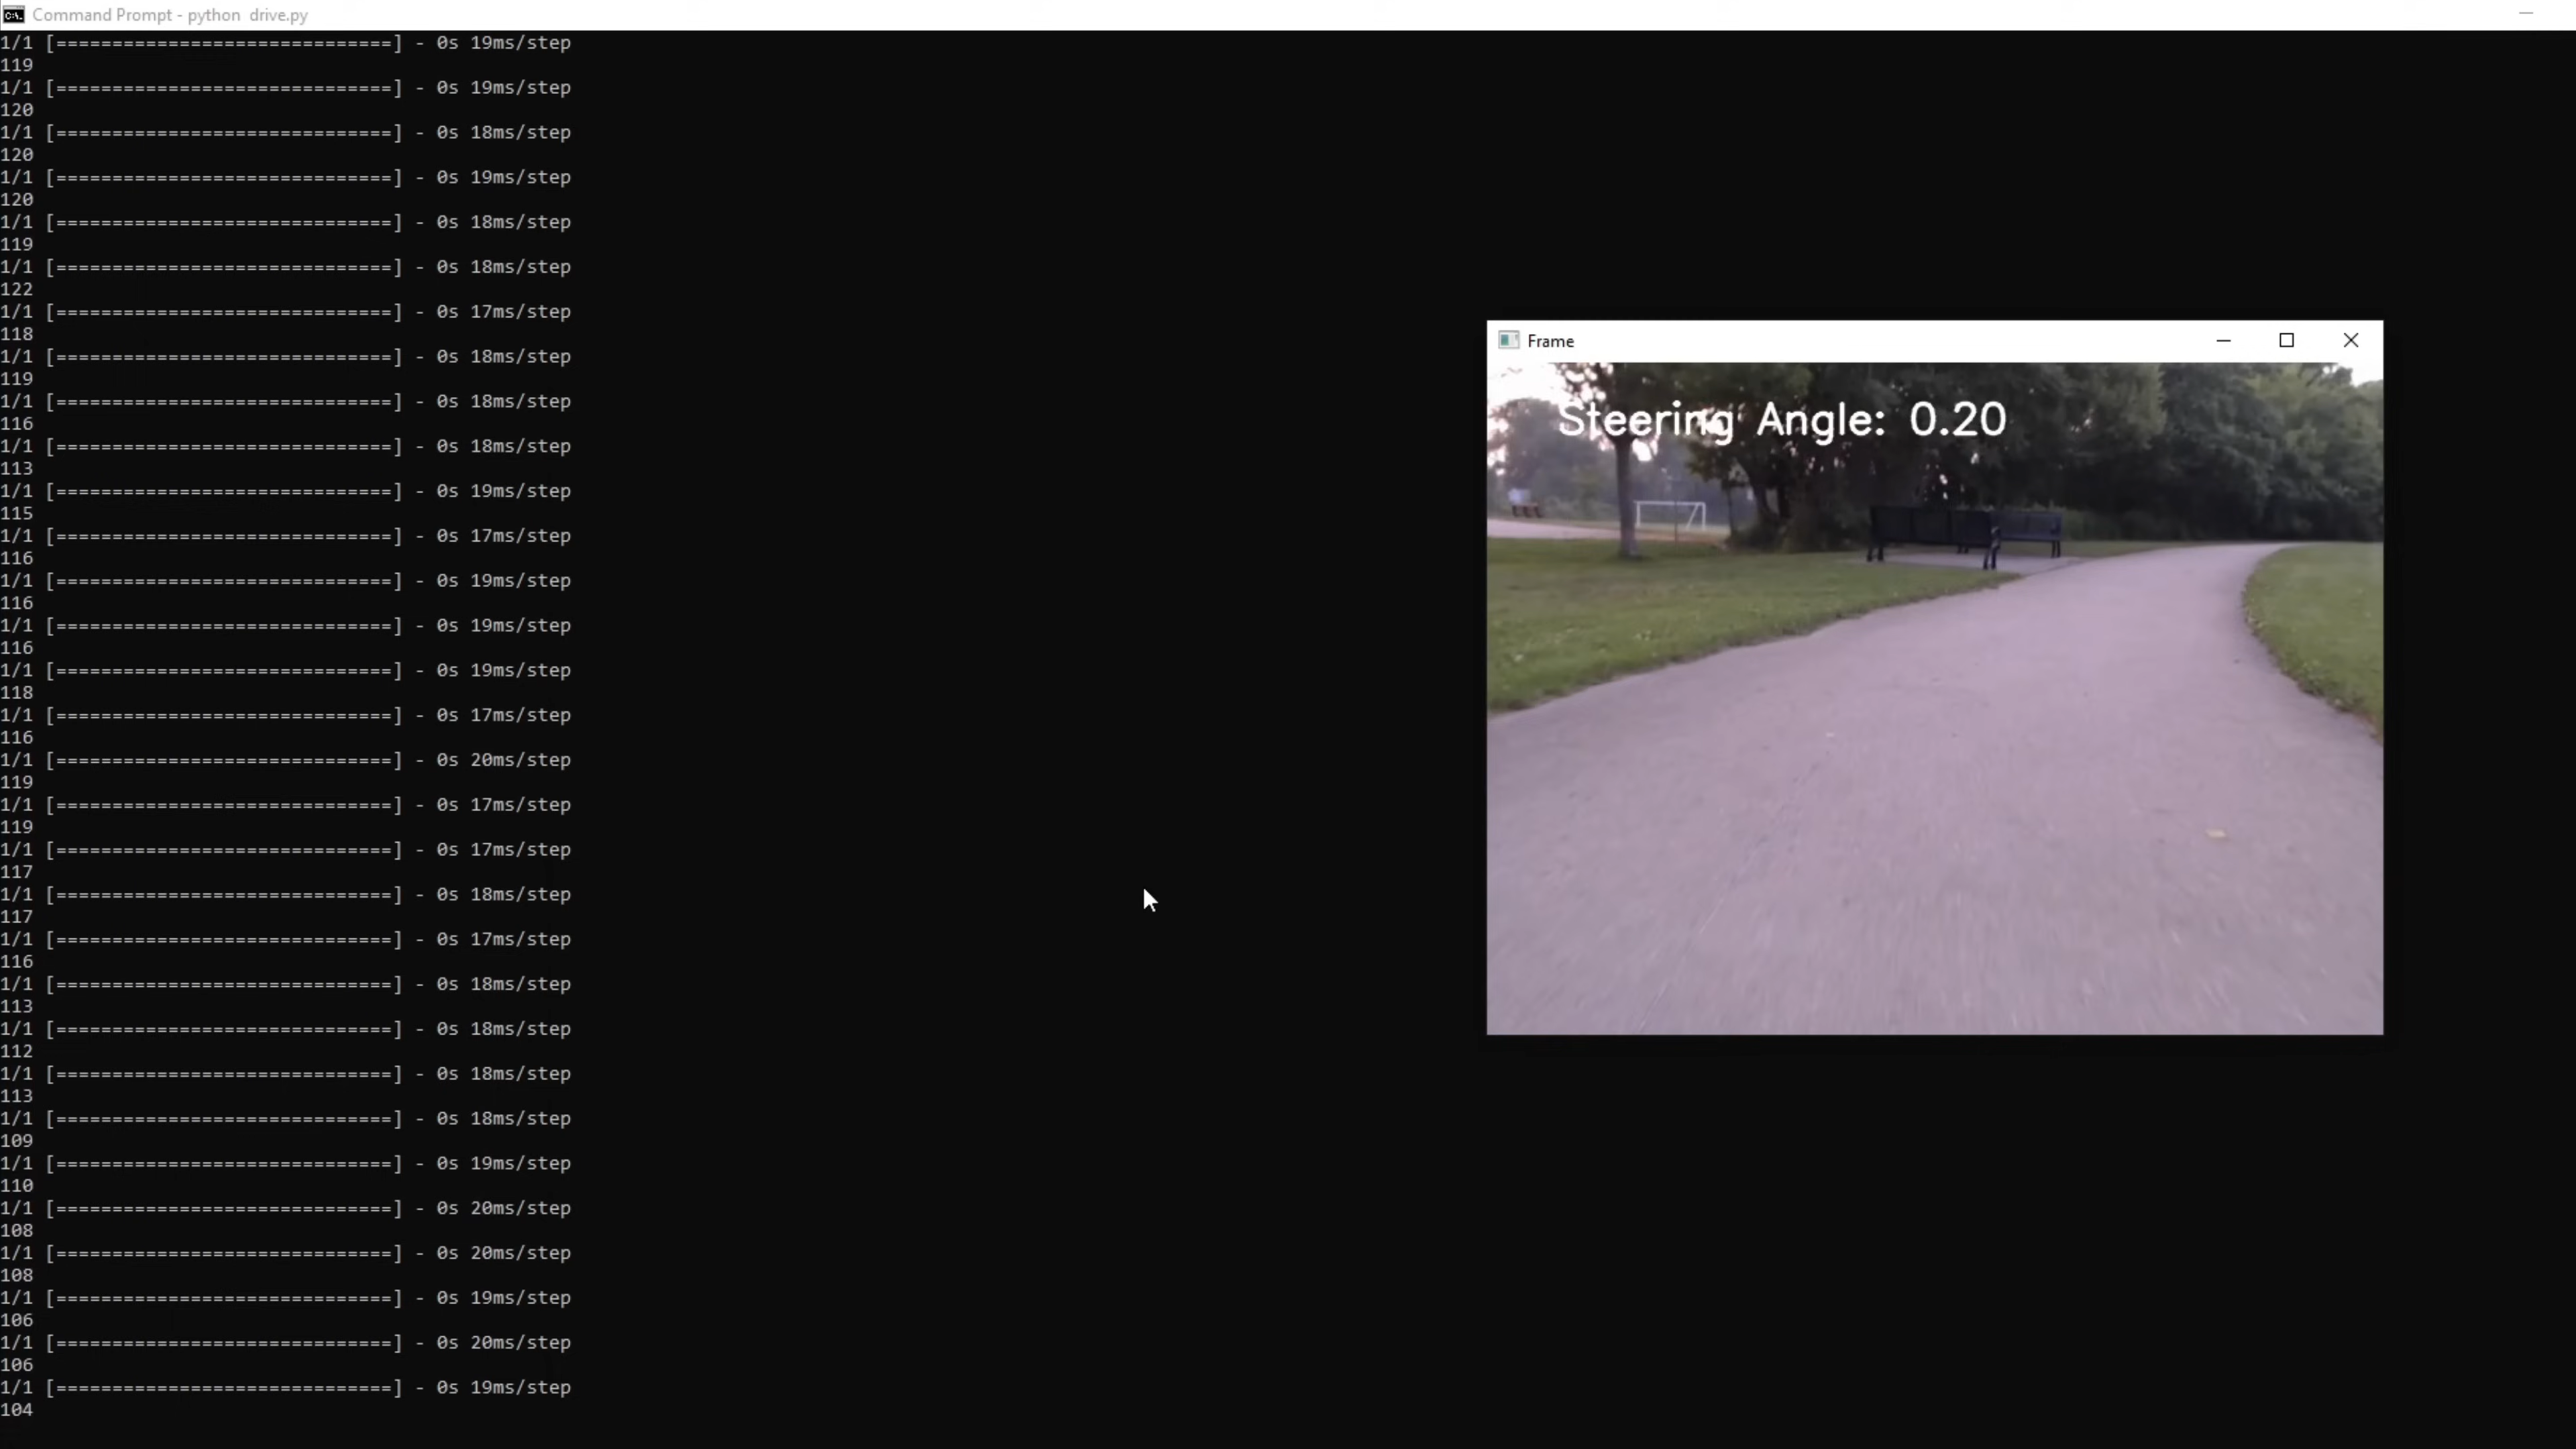 Command Prompt - python  drive.py
1/1 [==============================] - 0s 19ms/step
119
1/1 [==============================] - 0s 19ms/step
120
1/1 [==============================] - 0s 18ms/step
120
1/1 [==============================] - 0s 19ms/step
120
1/1 [==============================] - 0s 18ms/step
119
1/1 [==============================] - 0s 18ms/step
122
1/1 [==============================] - 0s 17ms/step
118
1/1 [==============================] - 0s 18ms/step
119
1/1 [==============================] - 0s 18ms/step
116
1/1 [==============================] - 0s 18ms/step
113
1/1 [==============================] - 0s 19ms/step
115
1/1 [==============================] - 0s 17ms/step
116
1/1 [==============================] - 0s 19ms/step
116
1/1 [==============================] - 0s 19ms/step
116
1/1 [==============================] - 0s 19ms/step
118
1/1 [==============================] - 0s 17ms/step
116
1/1 [==============================] - 0s 20ms/step
119
1/1 [==============================] - 0s 17ms/step
119
1/1 [==============================] - 0s 17ms/step
117
1/1 [==============================] - 0s 18ms/step
117
1/1 [==============================] - 0s 17ms/step
116
1/1 [==============================] - 0s 18ms/step
113
1/1 [==============================] - 0s 18ms/step
112
1/1 [==============================] - 0s 18ms/step
113
1/1 [==============================] - 0s 18ms/step
109
1/1 [==============================] - 0s 19ms/step
110
1/1 [==============================] - 0s 20ms/step
108
1/1 [==============================] - 0s 20ms/step
108
1/1 [==============================] - 0s 19ms/step
106
1/1 [==============================] - 0s 20ms/step
106
1/1 [==============================] - 0s 19ms/step
104
Frame
Steering Angle: 0.20